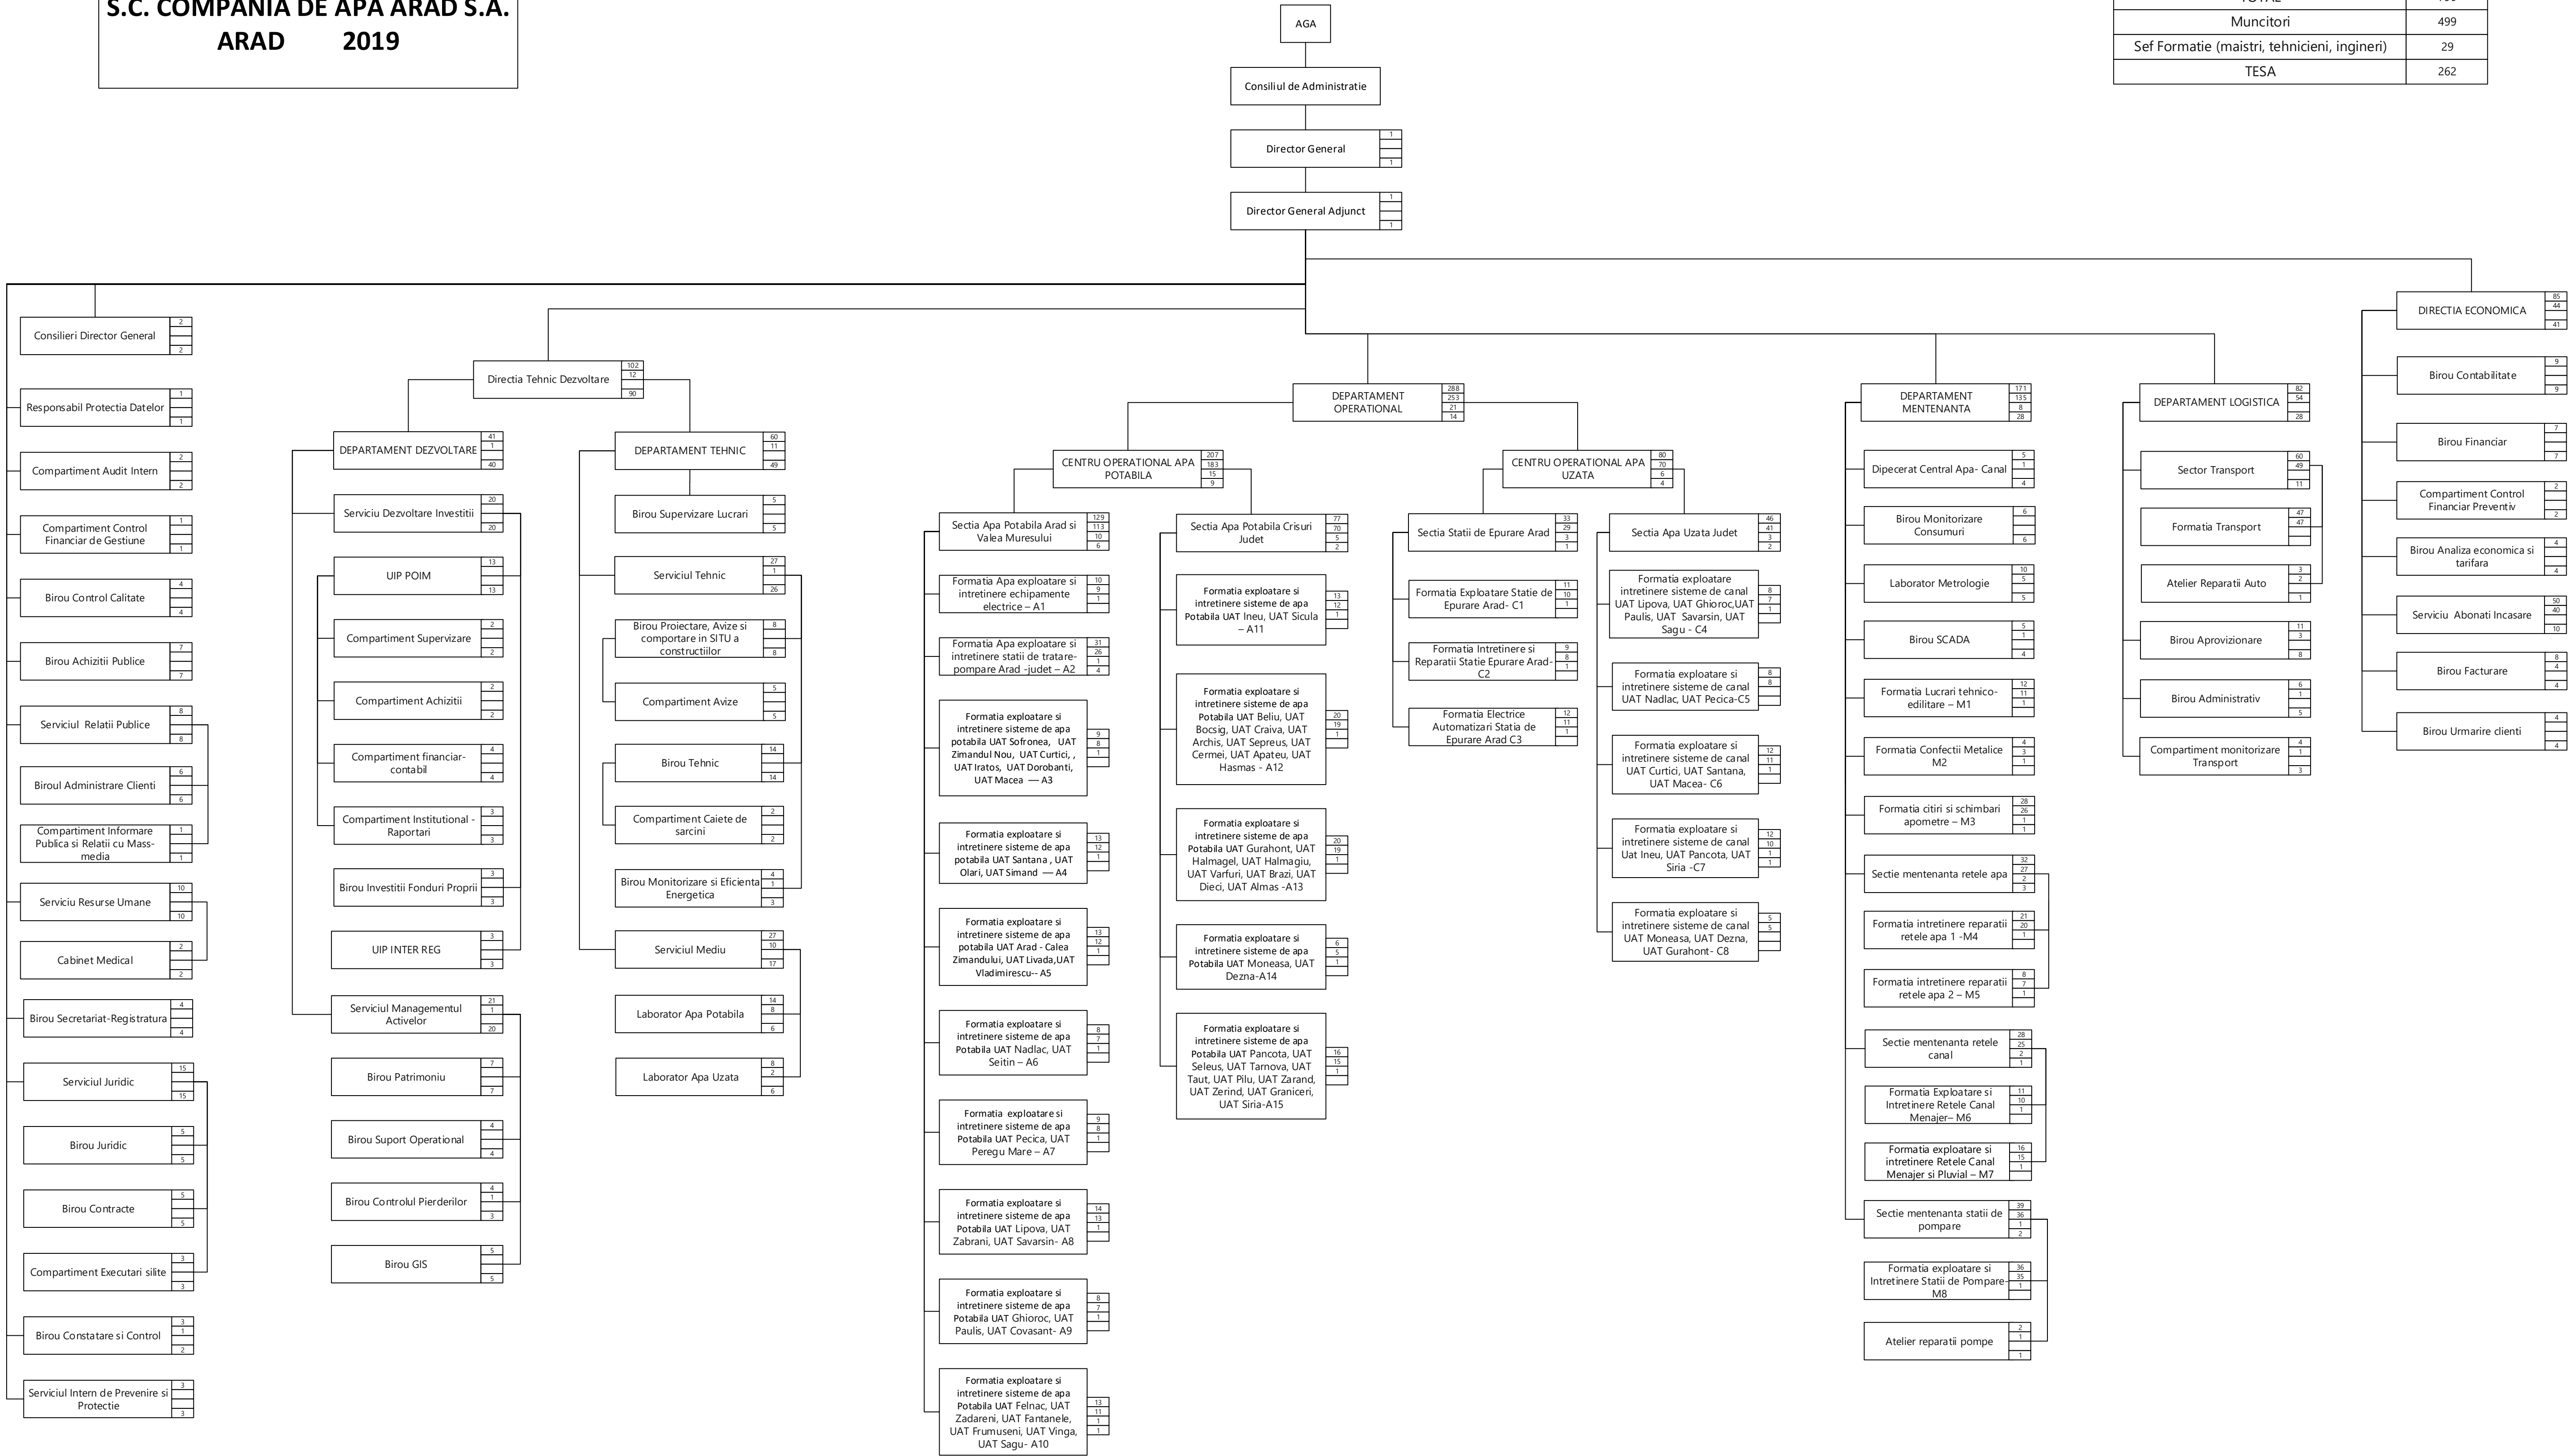 S.C. COMPANIA DE APA ARAD S.A.
ARAD 2019
Muncitori 499
Sef Formatie (maistri, tehnicieni, ingineri) 29
TESA 262
AGA
Consiliul de Administratie
Director General
1
1
Director General Adjunct
1
1
Consilieri Director General
2
2
Responsabil Protectia Datelor
1
1
Compartiment Audit Intern
2
2
Compartiment Control
Financiar de Gestiune
1
1
Birou Control Calitate
4
4
Birou Achizitii Publice
7
7
Serviciul Relatii Publice
8
8
Biroul Administrare Clienti
6
6
Compartiment Informare
Publica si Relatii cu Mass-
media
1
1
Serviciu Resurse Umane
10
10
Cabinet Medical
2
2
Birou Secretariat-Registratura
4
4
Serviciul Juridic
15
15
Birou Juridic
5
5
Birou Contracte
5
5
Compartiment Executari silite
3
3
Birou Constatare si Control
3
1
2
Serviciul Intern de Prevenire si
Protectie
3
3
Directia Tehnic Dezvoltare
102
12
90
DEPARTAMENT DEZVOLTARE
41
1
40
Serviciu Dezvoltare Investitii
20
20
UIP POIM
13
13
Compartiment Supervizare
2
2
Compartiment Achizitii
2
2
Compartiment financiar-
contabil
4
4
Compartiment Institutional -
Raportari
3
3
Birou Investitii Fonduri Proprii
3
3
UIP INTER REG
3
3
Serviciul Managementul
Activelor
21
1
20
Birou Patrimoniu
7
7
Birou Suport Operational
4
4
Birou Controlul Pierderilor
4
1
3
Birou GIS
5
5
DEPARTAMENT TEHNIC
60
11
49
Birou Supervizare Lucrari
5
5
Serviciul Tehnic
27
1
26
Birou Proiectare, Avize si
comportare in SITU a
constructiilor
8
8
Compartiment Avize
5
5
Birou Tehnic
14
14
Compartiment Caiete de
sarcini
2
2
Birou Monitorizare si Eficienta
Energetica
4
1
3
Serviciul Mediu
27
10
17
Laborator Apa Potabila
14
8
6
Laborator Apa Uzata
8
2
6
DEPARTAMENT
OPERATIONAL
288
253
21
14
CENTRU OPERATIONAL APA
POTABILA
207
183
15
9
Sectia Apa Potabila Arad si
Valea Muresului
129
113
10
6
Formatia Apa exploatare si
intretinere echipamente
electrice – A1
10
9
1
Formatia Apa exploatare si
intretinere statii de tratare-
pompare Arad -judet – A2
31
26
1
4
Formatia exploatare si
intretinere sisteme de apa
potabila UAT Sofronea, UAT
Zimandul Nou, UAT Curtici, ,
UAT Iratos, UAT Dorobanti,
UAT Macea — A3
9
8
1
Formatia exploatare si
intretinere sisteme de apa
potabila UAT Santana , UAT
Olari, UAT Simand — A4
13
12
1
Formatia exploatare si
intretinere sisteme de apa
potabila UAT Arad - Calea
Zimandului, UAT Livada,UAT
Vladimirescu-- A5
13
12
1
Formatia exploatare si
intretinere sisteme de apa
Potabila UAT Nadlac, UAT
Seitin – A6
8
7
1
Formatia exploatare si
intretinere sisteme de apa
Potabila UAT Pecica, UAT
Peregu Mare – A7
9
8
1
Formatia exploatare si
intretinere sisteme de apa
Potabila UAT Lipova, UAT
Zabrani, UAT Savarsin- A8
14
13
1
Formatia exploatare si
intretinere sisteme de apa
Potabila UAT Ghioroc, UAT
Paulis, UAT Covasant- A9
8
7
1
Formatia exploatare si
intretinere sisteme de apa
Potabila UAT Felnac, UAT
Zadareni, UAT Fantanele,
UAT Frumuseni, UAT Vinga,
UAT Sagu- A10
13
11
1
1
Sectia Apa Potabila Crisuri
Judet
77
70
5
2
Formatia exploatare si
intretinere sisteme de apa
Potabila UAT Ineu, UAT Sicula
– A11
13
12
1
Formatia exploatare si
intretinere sisteme de apa
Potabila UAT Beliu, UAT
Bocsig, UAT Craiva, UAT
Archis, UAT Sepreus, UAT
Cermei, UAT Apateu, UAT
Hasmas - A12
20
19
1
Formatia exploatare si
intretinere sisteme de apa
Potabila UAT Gurahont, UAT
Halmagel, UAT Halmagiu,
UAT Varfuri, UAT Brazi, UAT
Dieci, UAT Almas -A13
20
19
1
Formatia exploatare si
intretinere sisteme de apa
Potabila UAT Moneasa, UAT
Dezna-A14
6
5
1
Formatia exploatare si
intretinere sisteme de apa
Potabila UAT Pancota, UAT
Seleus, UAT Tarnova, UAT
Taut, UAT Pilu, UAT Zarand,
UAT Zerind, UAT Graniceri,
UAT Siria-A15
16
15
1
CENTRU OPERATIONAL APA
UZATA
80
70
6
4
Sectia Statii de Epurare Arad
33
29
3
1
Formatia Exploatare Statie de
Epurare Arad- C1
11
10
1
Formatia Intretinere si
Reparatii Statie Epurare Arad-
C2
9
8
1
Formatia Electrice
Automatizari Statia de
Epurare Arad C3
12
11
1
Sectia Apa Uzata Judet
46
41
3
2
Formatia exploatare
intretinere sisteme de canal
UAT Lipova, UAT Ghioroc,UAT
Paulis, UAT Savarsin, UAT
Sagu - C4
8
7
1
Formatia exploatare si
intretinere sisteme de canal
UAT Nadlac, UAT Pecica-C5
8
8
Formatia exploatare si
intretinere sisteme de canal
UAT Curtici, UAT Santana,
UAT Macea- C6
12
11
1
Formatia exploatare si
intretinere sisteme de canal
Uat Ineu, UAT Pancota, UAT
Siria -C7
12
10
1
1
Formatia exploatare si
intretinere sisteme de canal
UAT Moneasa, UAT Dezna,
UAT Gurahont- C8
5
5
DEPARTAMENT
MENTENANTA
171
135
8
28
Dipecerat Central Apa- Canal
5
1
4
Birou Monitorizare
Consumuri
6
6
Laborator Metrologie
10
5
5
Birou SCADA
5
1
4
Formatia Lucrari tehnico-
edilitare – M1
12
11
1
Formatia Confectii Metalice
M2
4
3
1
Formatia citiri si schimbari
apometre – M3
28
26
1
1
Sectie mentenanta retele apa
32
27
2
3
Formatia intretinere reparatii
retele apa 1 -M4
21
20
1
Formatia intretinere reparatii
retele apa 2 – M5
8
7
1
Sectie mentenanta retele
canal
28
25
2
1
Formatia Exploatare si
Intretinere Retele Canal
Menajer– M6
11
10
1
Formatia exploatare si
intretinere Retele Canal
Menajer si Pluvial – M7
16
15
1
Sectie mentenanta statii de
pompare
39
36
1
2
Formatia exploatare si
Intretinere Statii de Pompare-
M8
36
35
1
Atelier reparatii pompe
2
1
1
DEPARTAMENT LOGISTICA
82
54
28
Sector Transport
60
49
11
Formatia Transport
47
47
Atelier Reparatii Auto
3
2
1
Birou Aprovizionare
11
3
8
Birou Administrativ
6
1
5
Compartiment monitorizare
Transport
4
1
3
DIRECTIA ECONOMICA
85
44
41
Birou Contabilitate
9
9
Birou Financiar
7
7
Compartiment Control
Financiar Preventiv
2
2
Birou Analiza economica si
tarifara
4
4
Serviciu Abonati Incasare
50
40
10
Birou Facturare
8
4
4
Birou Urmarire clienti
4
4